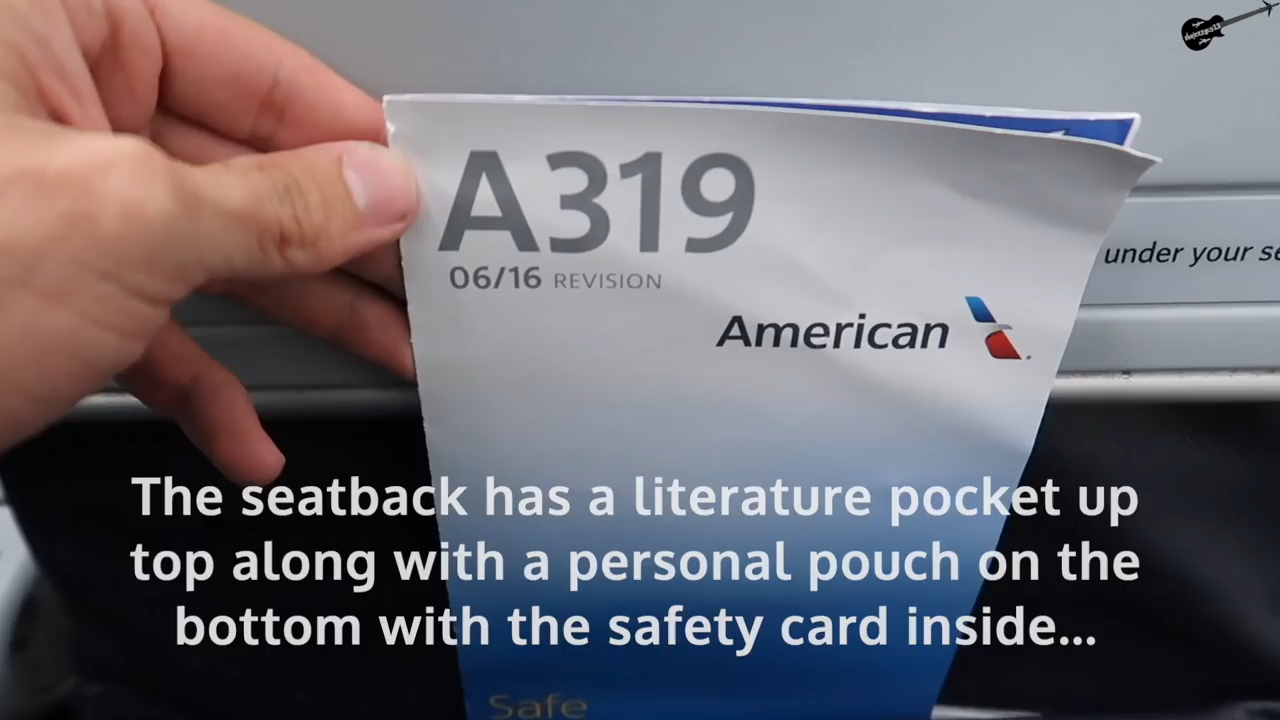 A319
06/16 REVISION
American
under your se
The seatback has a literature pocket up
top along with a personal pouch on the
bottom with the safety card inside...
Safe